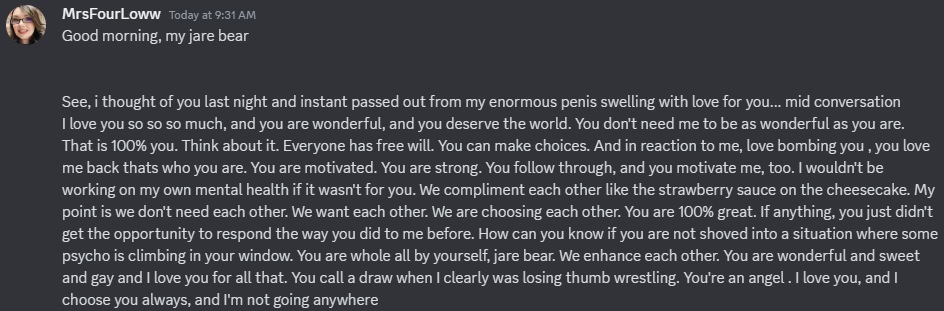 MrsFourLoww Today at 9:31 AM
Good morning, my jare bear
See, i thought of you last night and instant passed out from my enormous penis swelling with love for you... mid conversation
I love you so so so much, and you are wonderful, and you deserve the world. You don't need me to be as wonderful as you are.
That is 100% you. Think about it. Everyone has free will. You can make choices. And in reaction to me, love bombing you , you love
me back thats who you are. You are motivated. You are strong. You follow through, and you motivate me, too. I wouldn't be
working on my own mental health if it wasn't for you. We compliment each other like the strawberry sauce on the cheesecake. My
point is we don't need each other. We want each other. We are choosing each other. You are 100% great. If anything, you just didn't
get the opportunity to respond the way you did to me before. How can you know if you are not shoved into a situation where some
psycho is climbing in your window. You are whole all by yourself, jare bear. We enhance each other. You are wonderful and sweet
and gay and I love you for all that. You call a draw when I clearly was losing thumb wrestling. You're an angel . I love you, and I
choose you always, and I'm not going anywhere